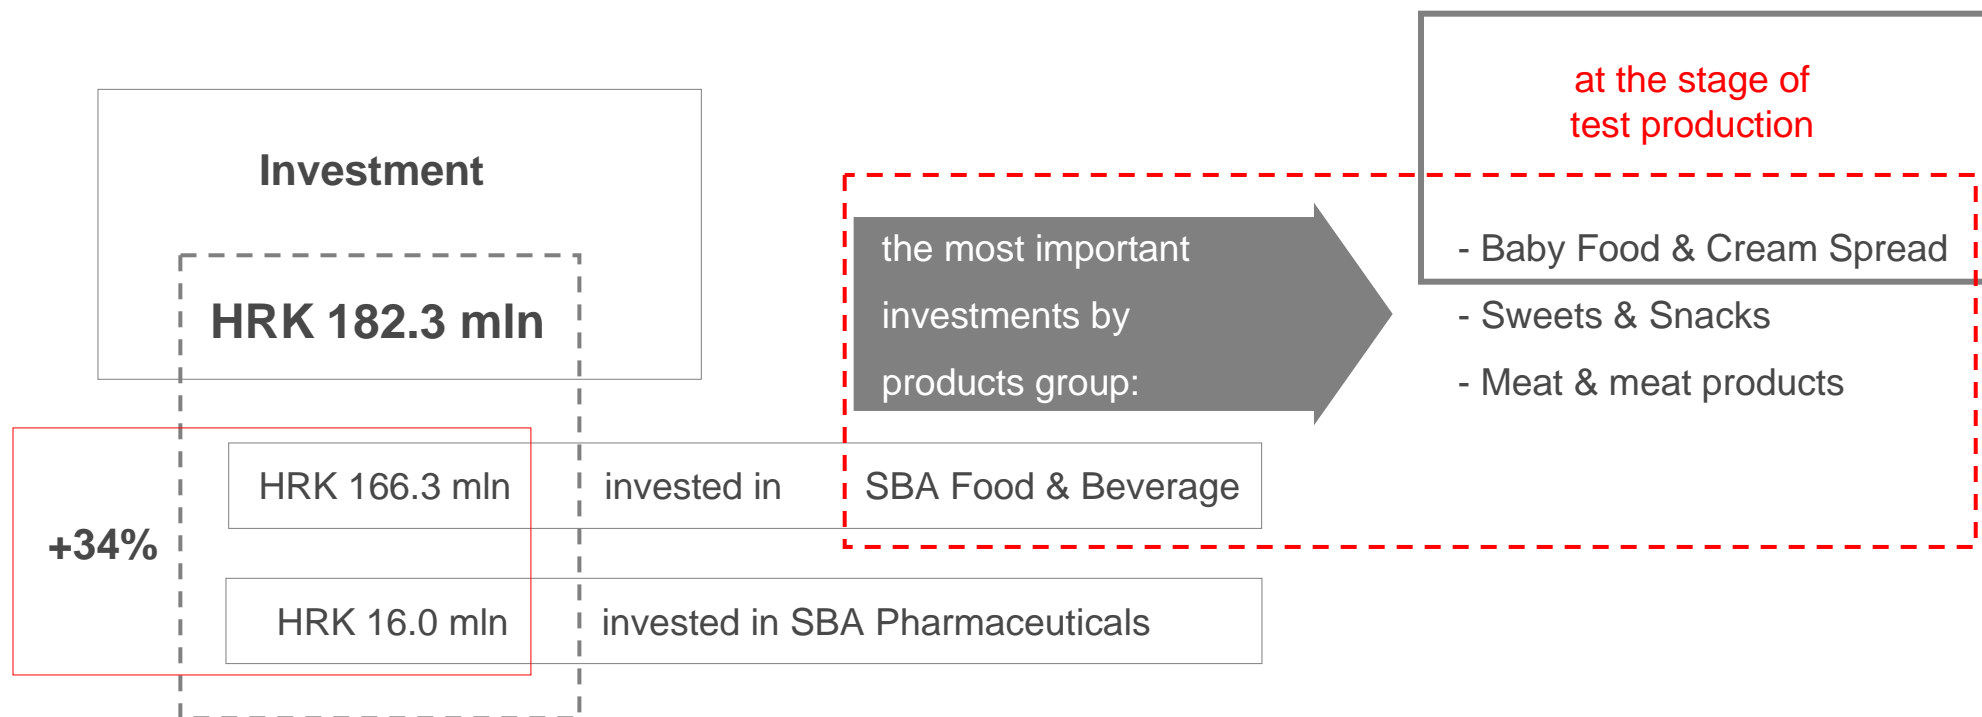 at the stage of
test production
Investment
HRK 182.3 mln
the most important
investments by
products group:
- Baby Food & Cream Spread
- Sweets & Snacks
- Meat & meat products
+34%
HRK 166.3 mln invested in SBA Food & Beverage
HRK 16.0 mln invested in SBA Pharmaceuticals